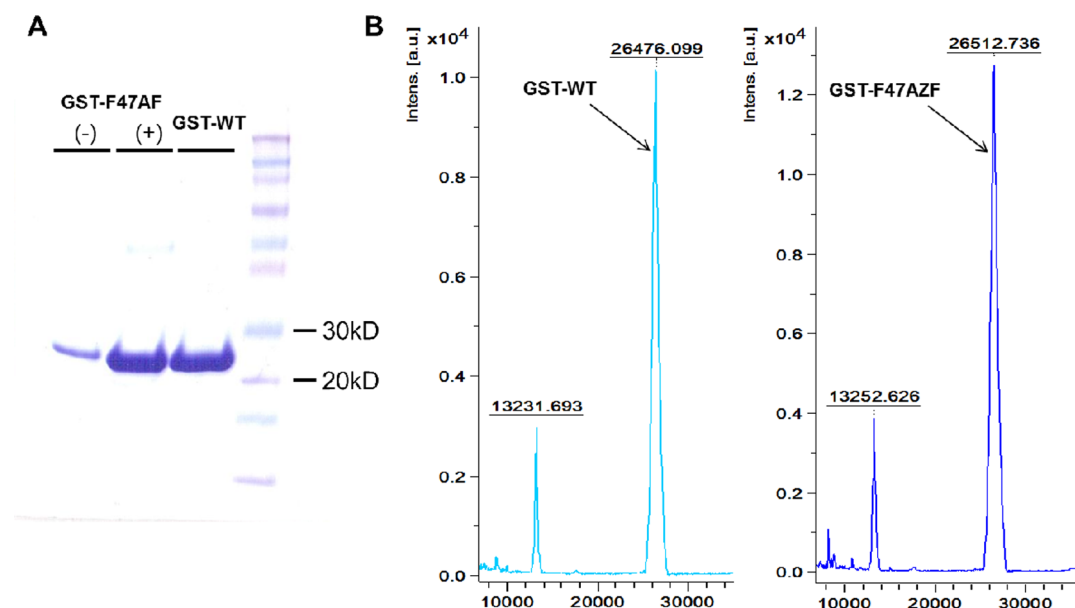 A
GST-F47AF
(-)
(+)
GST-WT
30kD
20kD
B
Intens. [a.u.]
x10⁴
26476.099
GST-WT
13231.693
1.0
0.8
0.6
0.4
0.2
0.0
10000
20000
30000
Intens. [a.u.]
x10⁴
26512.736
GST-F47AZF
13252.626
1.2
1.0
0.8
0.6
0.4
0.2
0.0
10000
20000
30000